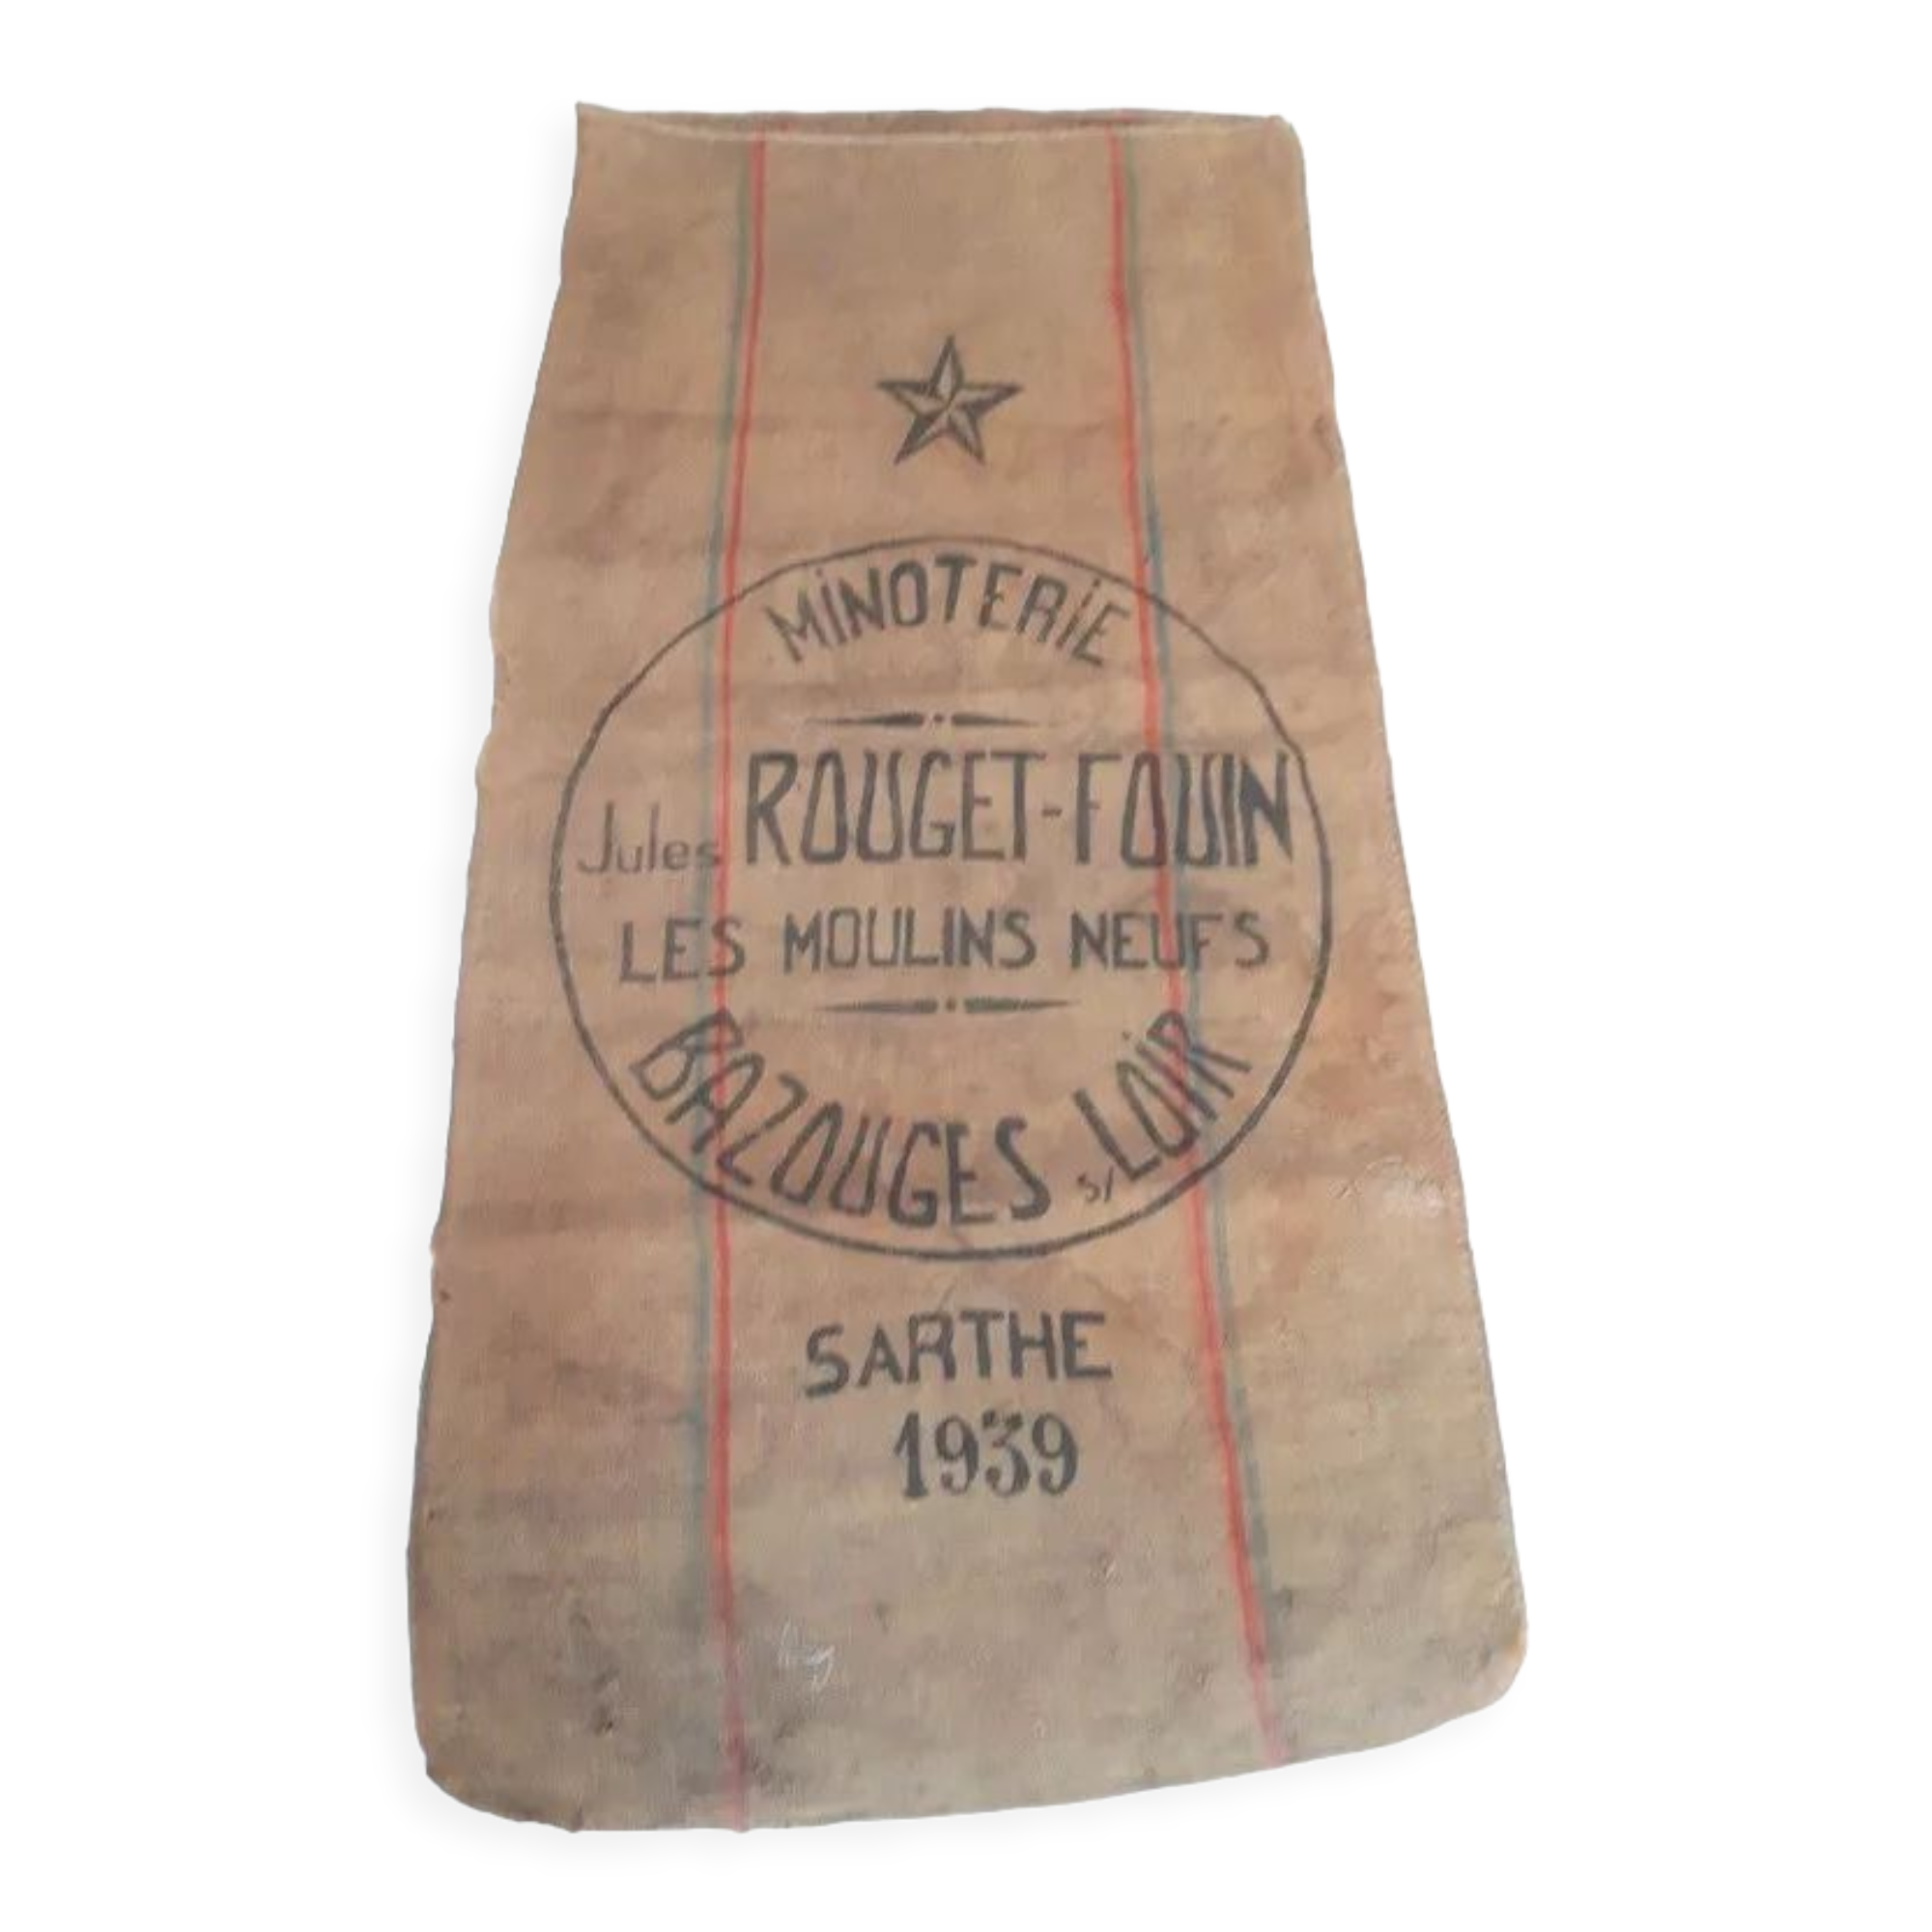 MINOTERIE
Jules ROUGET-FOUIN
LES MOULINS NEUFS
BAZOUGES S/ LOIR
SARTHE
1939